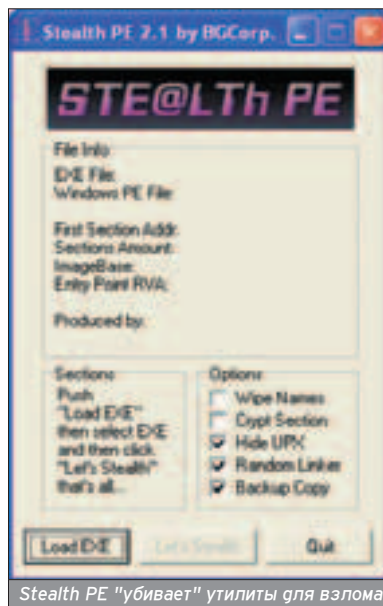 Stealth PE 2.1 by BGCorp.
STE@LTh PE
File Info
EXE File:
Windows PE File:
First Section Addr:
Sections Amount:
ImageBase:
Entry Point RVA:
Produced by:
Sections
Push
"Load EXE"
then select EXE
and then click
"Let's Stealth"
that's all...
Options
Wipe Names
Crypt Section
Hide UPX
Random Linker
Backup Copy
Load EXE
Let's Stealth
Quit
Stealth PE "убивает" утилиты для взлома